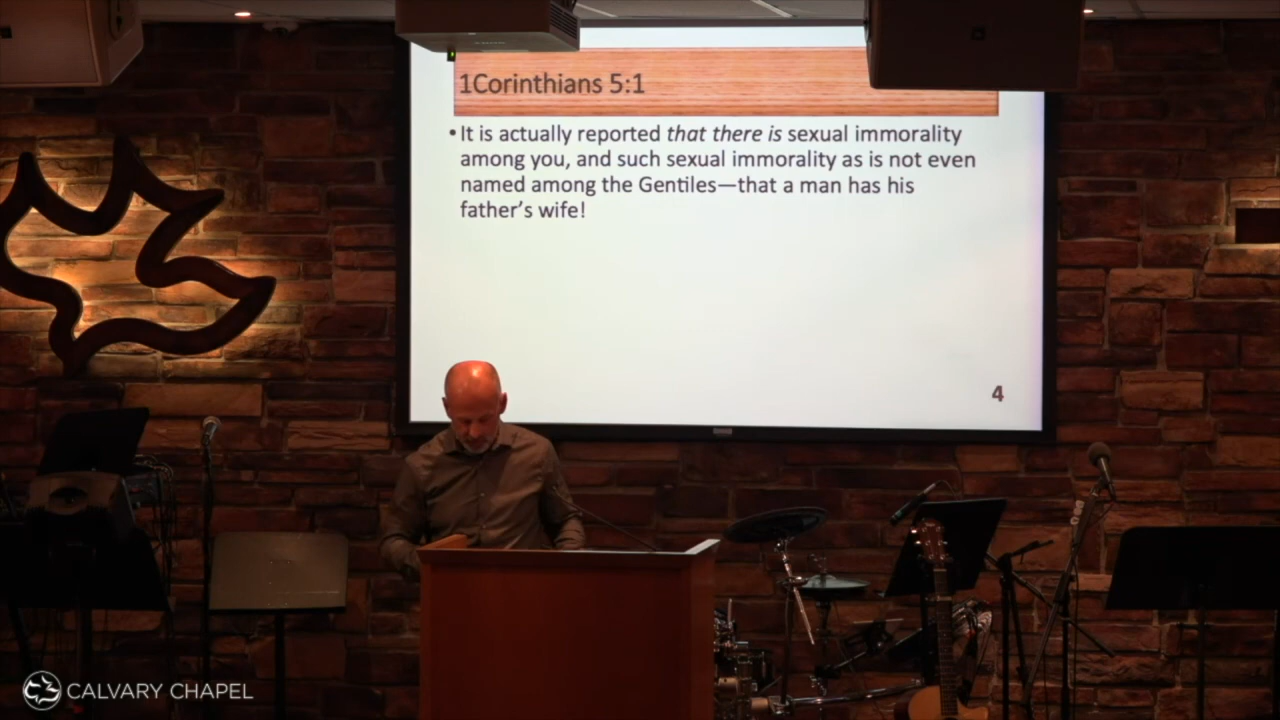 1Corinthians 5:1
• It is actually reported that there is sexual immorality
among you, and such sexual immorality as is not even
named among the Gentiles—that a man has his
father's wife!
4
CALVARY CHAPEL